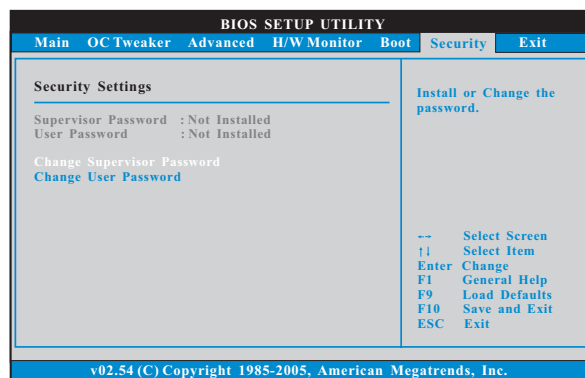 BIOS SETUP UTILITY
Main OC Tweaker Advanced H/W Monitor Boot Security Exit
Security Settings
Supervisor Password : Not Installed
User Password : Not Installed
Change Supervisor Password
Change User Password
Install or Change the
password.
←→ Select Screen
↑↓ Select Item
Enter Change
F1 General Help
F9 Load Defaults
F10 Save and Exit
ESC Exit
v02.54 (C) Copyright 1985-2005, American Megatrends, Inc.